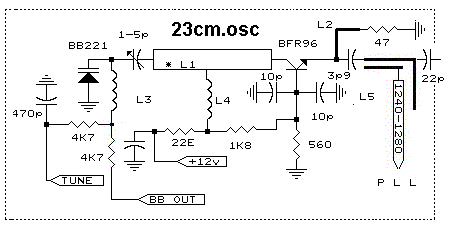 23cm.osc
1-5p
L2
BB221
BFR96
47
* L1
10p
3p9
22p
L3
L4
L5
470p
10p
4K7
22E
1K8
560
4K7
+12v
1240-1280
TUNE
BB OUT
P L L